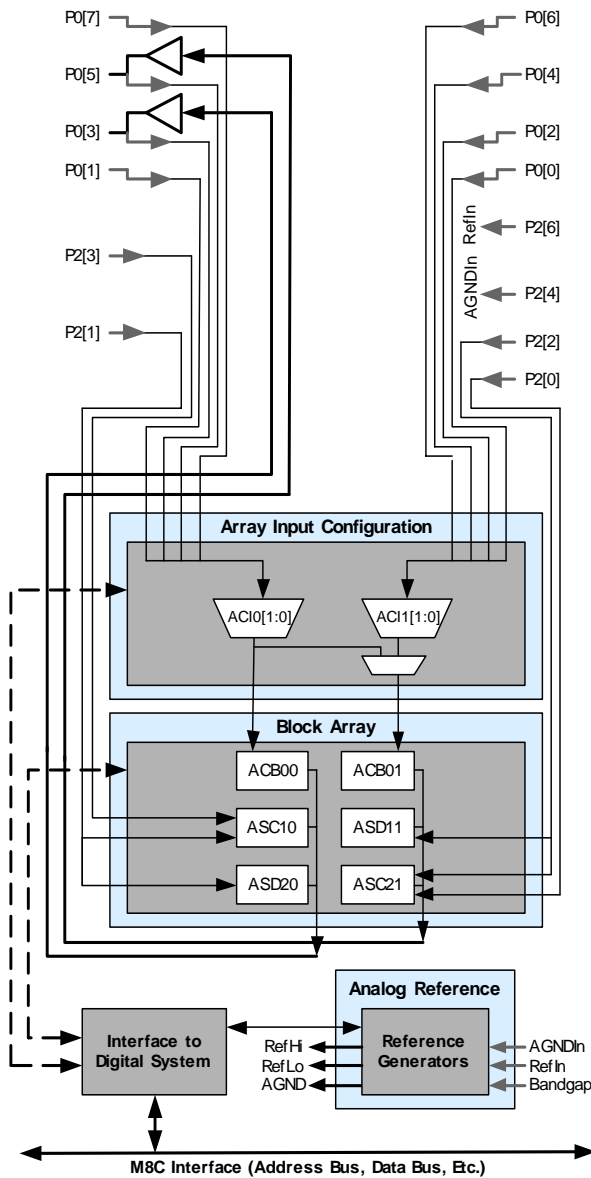 P0[7]
P0[6]
P0[5]
P0[4]
P0[3]
P0[2]
P0[1]
P0[0]
P2[6]
P2[3]
AGNDIn RefIn
P2[4]
P2[1]
P2[2]
P2[0]
Array Input Configuration
ACI0[1:0]
ACI1[1:0]
Block Array
ACB00
ACB01
ASC10
ASD11
ASD20
ASC21
Analog Reference
Interface to
Digital System
RefHi
RefLo
AGND
Reference
Generators
AGNDIn
RefIn
Bandgap
M8C Interface (Address Bus, Data Bus, Etc.)